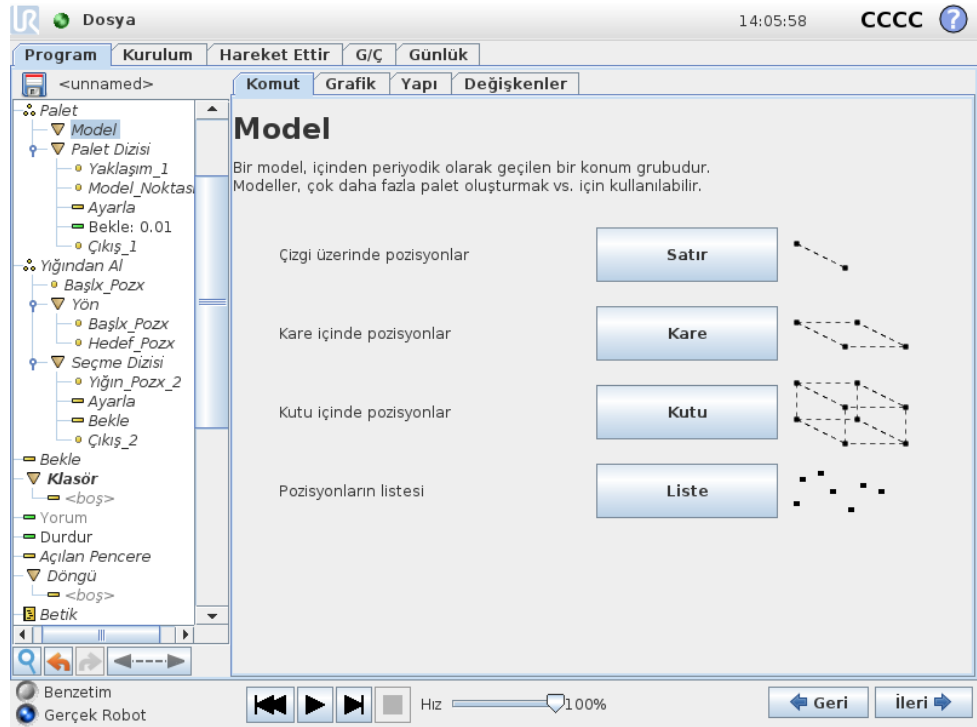 UR Dosya 14:05:58 CCCC ?
Program Kurulum Hareket Ettir G/Ç Günlük
<unnamed>
Komut Grafik Yapı Değişkenler
Palet
Model
Palet Dizisi
Yaklaşım_1
Model_Noktas
Ayarla
Bekle: 0.01
Çıkış_1
Yığından Al
Başlx_Pozx
Yön
Başlx_Pozx
Hedef_Pozx
Seçme Dizisi
Yığın_Pozx_2
Ayarla
Bekle
Çıkış_2
Bekle
Klasör
<boş>
Yorum
Durdur
Açılan Pencere
Döngü
<boş>
Betik
Model
Bir model, içinden periyodik olarak geçilen bir konum grubudur.
Modeller, çok daha fazla palet oluşturmak vs. için kullanılabilir.
Çizgi üzerinde pozisyonlar Satır
Kare içinde pozisyonlar Kare
Kutu içinde pozisyonlar Kutu
Pozisyonların listesi Liste
Benzetim
Gerçek Robot
Hız 100%
Geri İleri